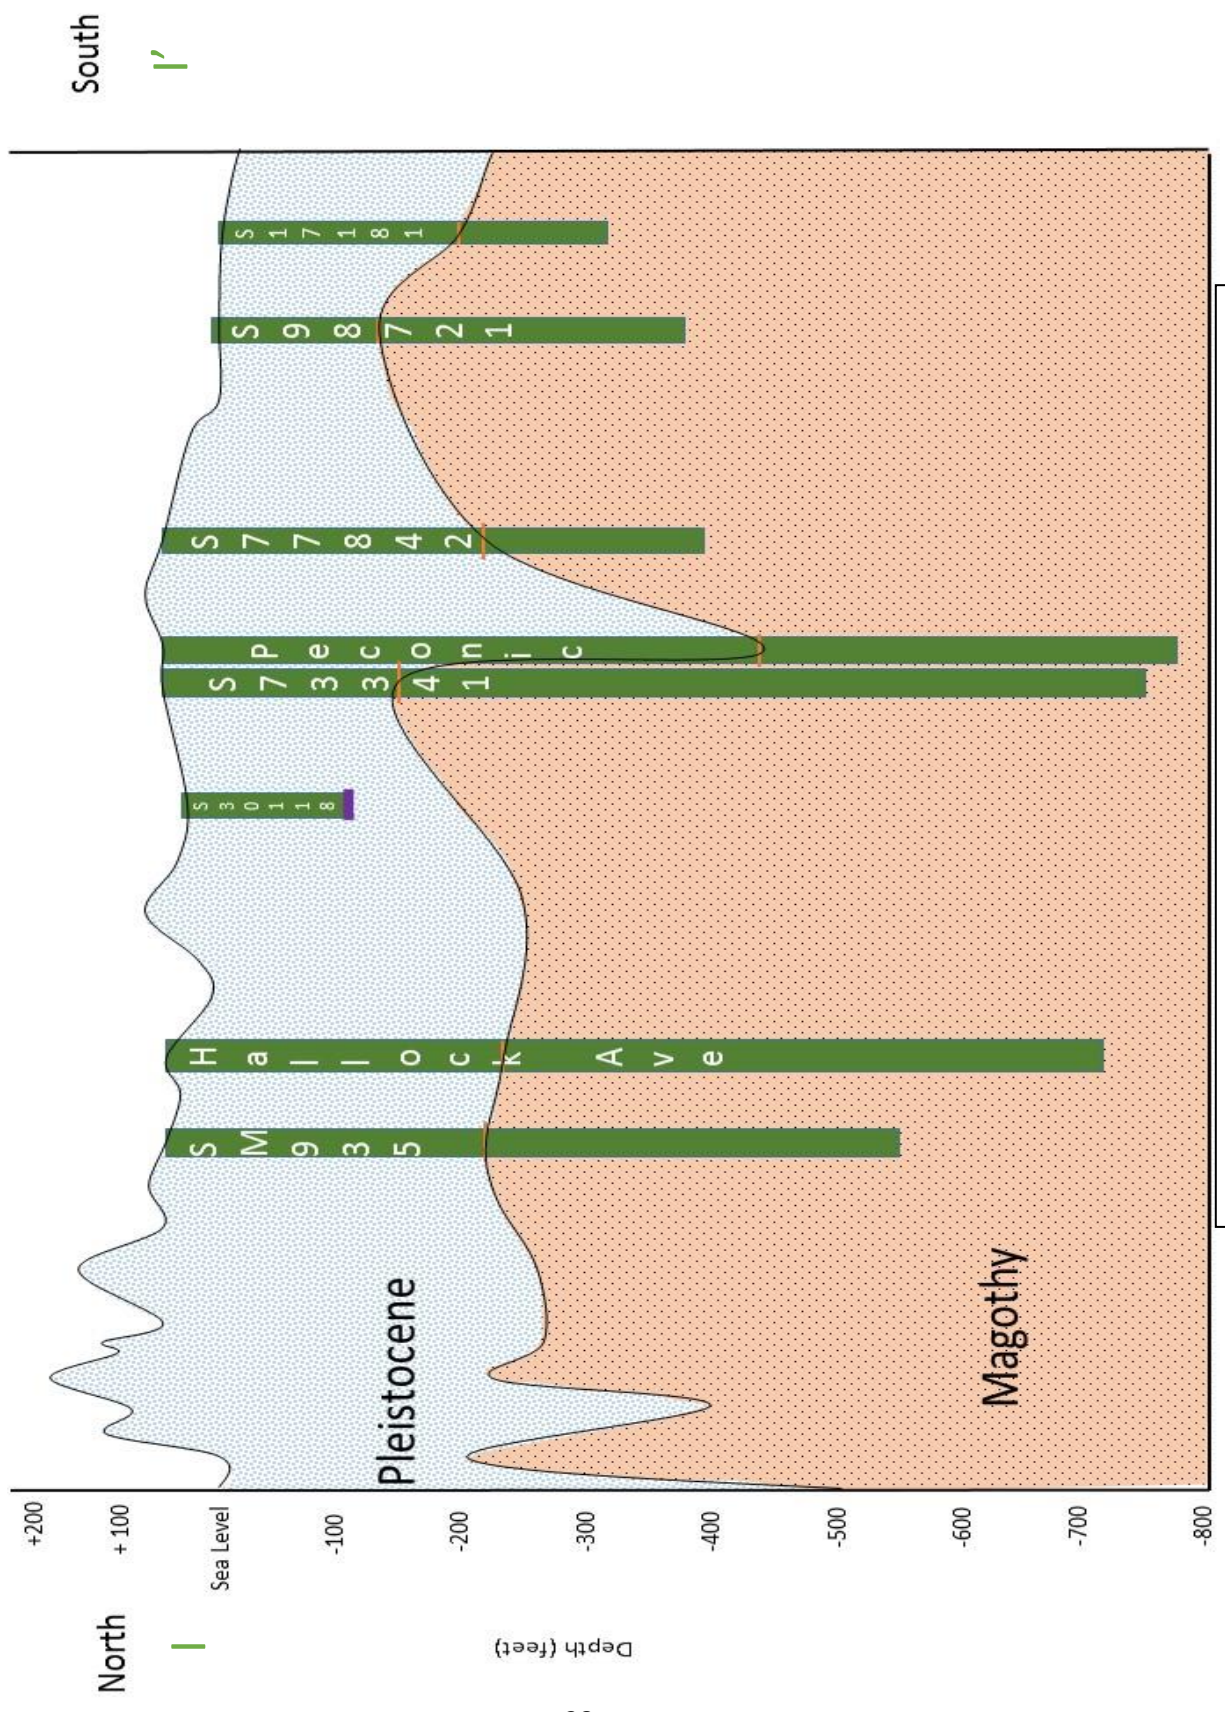 North
South
I
I’
+200
+ 100
Sea Level
-100
-200
-300
-400
-500
-600
-700
-800
Depth (feet)
Pleistocene
Magothy
SM935
Hallock Ave
S30118
S73341
Peconic
S77842
S98721
S17181